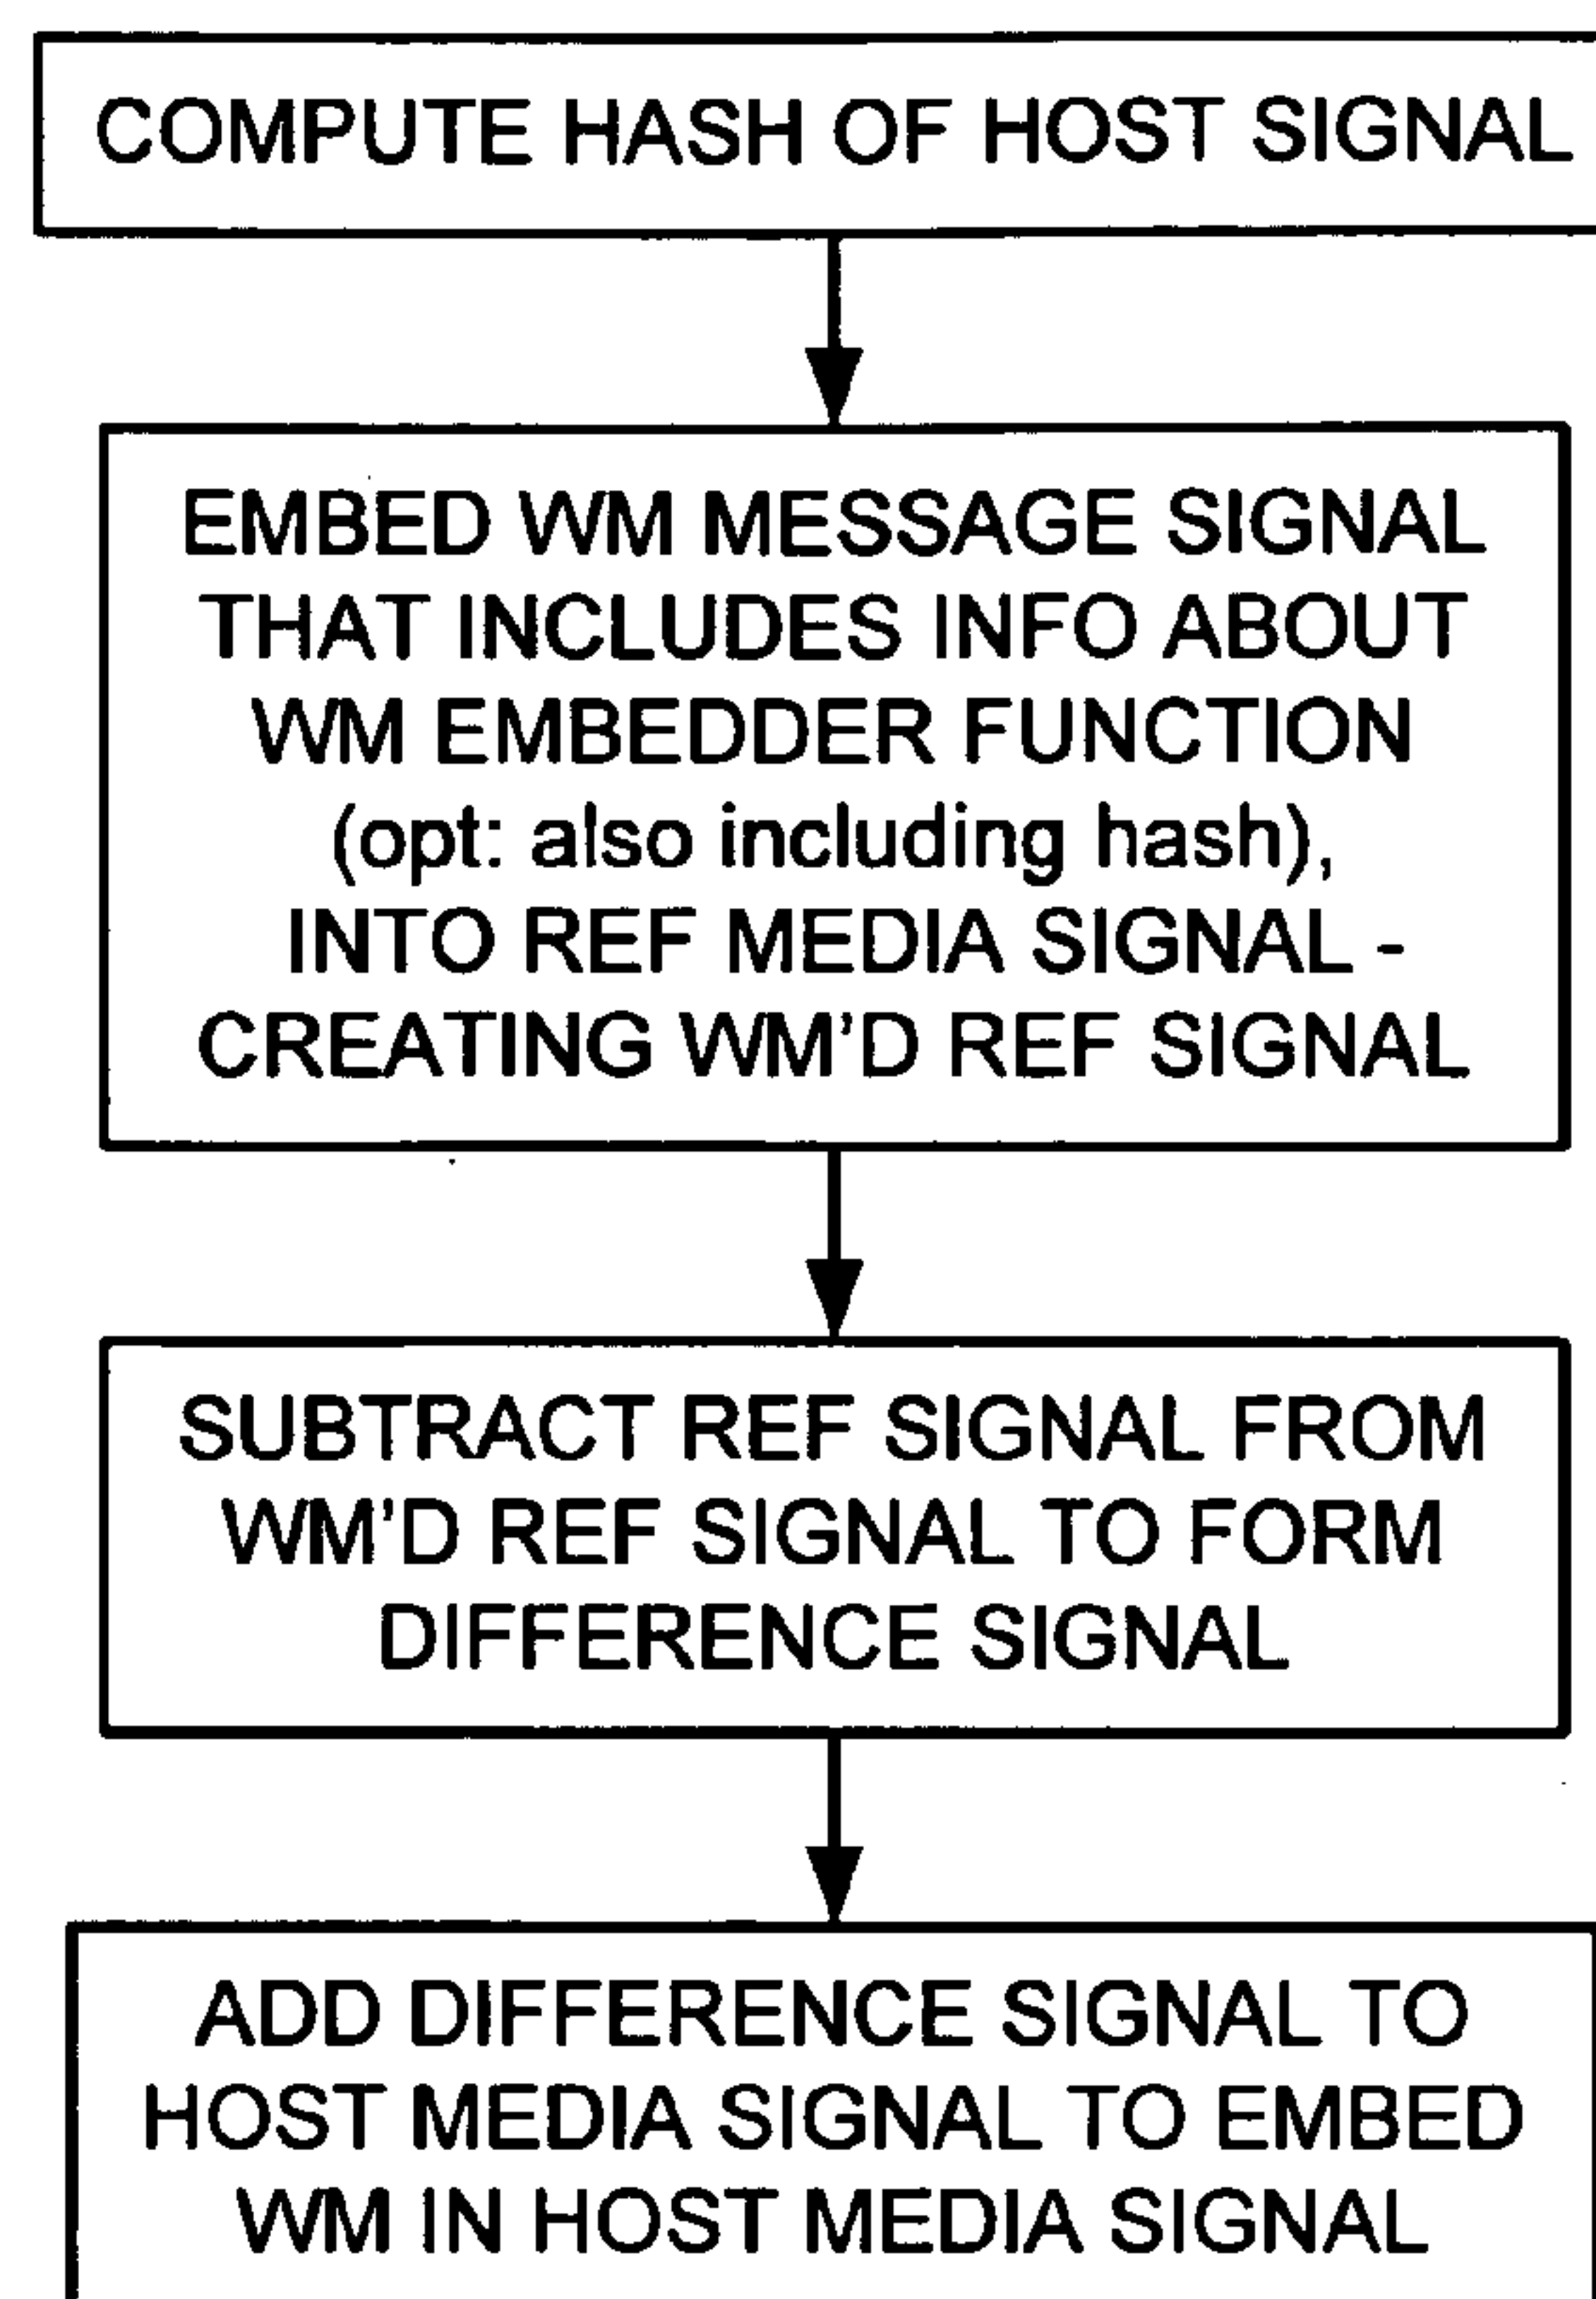 COMPUTE HASH OF HOST SIGNAL
EMBED WM MESSAGE SIGNAL
THAT INCLUDES INFO ABOUT
WM EMBEDDER FUNCTION
(opt: also including hash),
INTO REF MEDIA SIGNAL -
CREATING WM'D REF SIGNAL
SUBTRACT REF SIGNAL FROM
WM'D REF SIGNAL TO FORM
DIFFERENCE SIGNAL
ADD DIFFERENCE SIGNAL TO
HOST MEDIA SIGNAL TO EMBED
WM IN HOST MEDIA SIGNAL